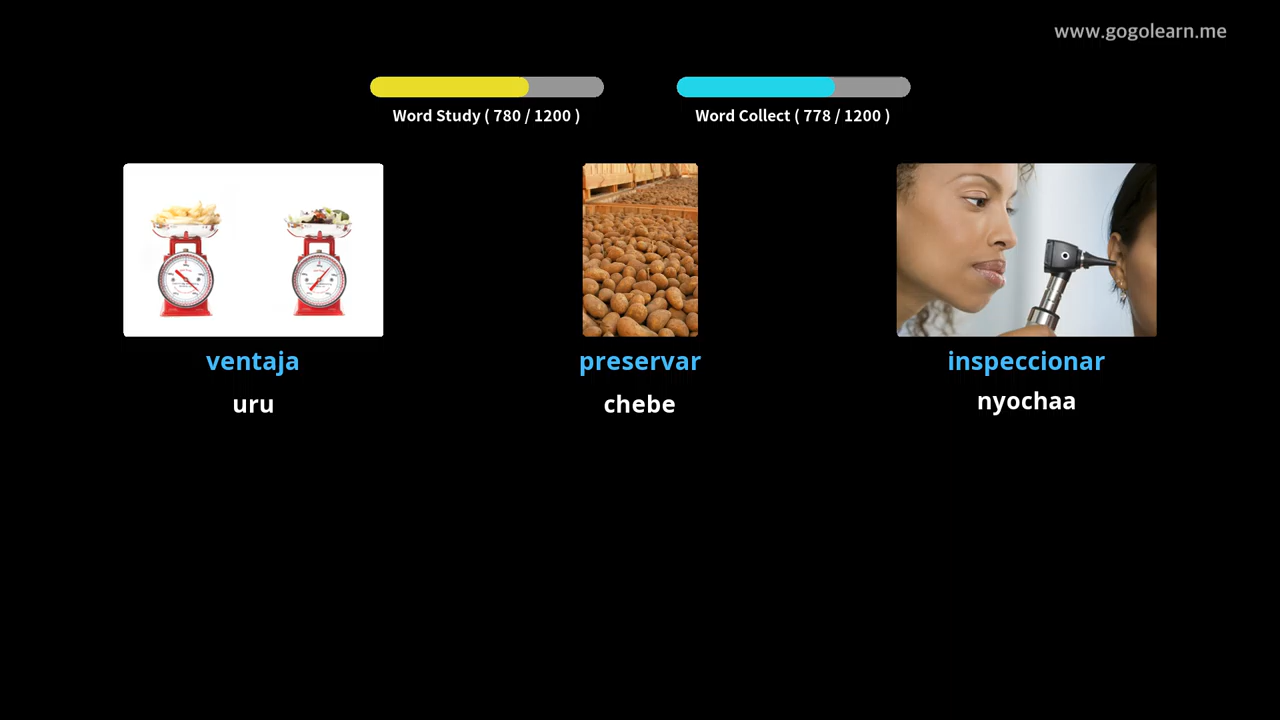 www.gogolearn.me
Word Study ( 780 / 1200 )
Word Collect ( 778 / 1200 )
ventaja
preservar
inspeccionar
uru
chebe
nyochaa